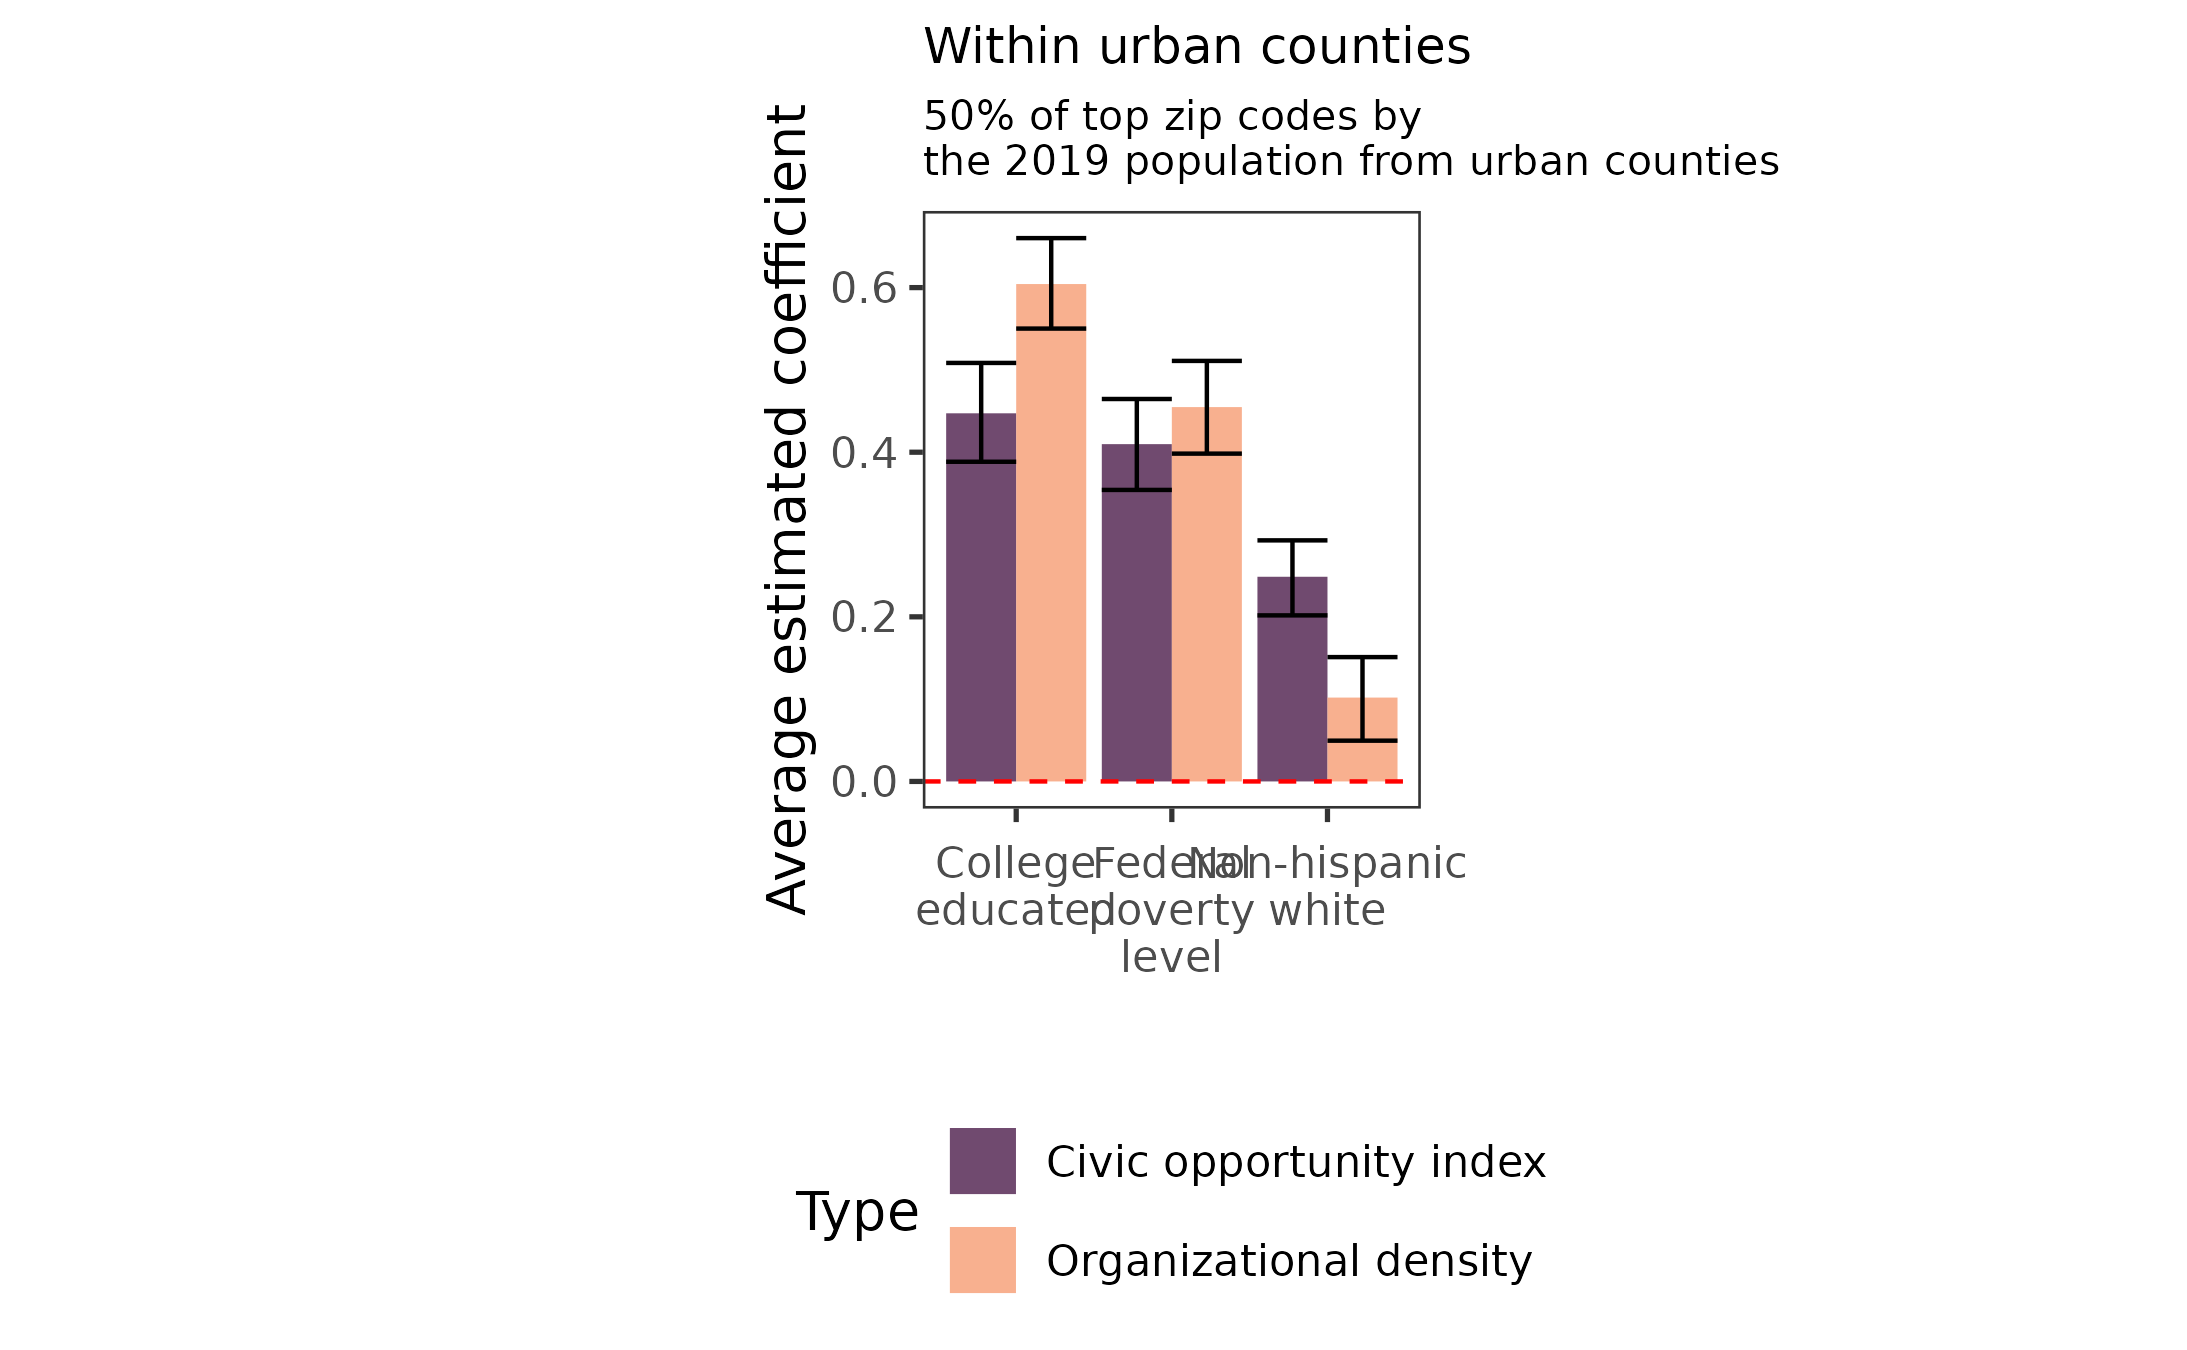 Within urban counties
50% of top zip codes by
the 2019 population from urban counties
Average estimated coefficient
0.6
0.4
0.2
0.0
College
educated
Federal
poverty
level
Non-hispanic
white
Type
Civic opportunity index
Organizational density